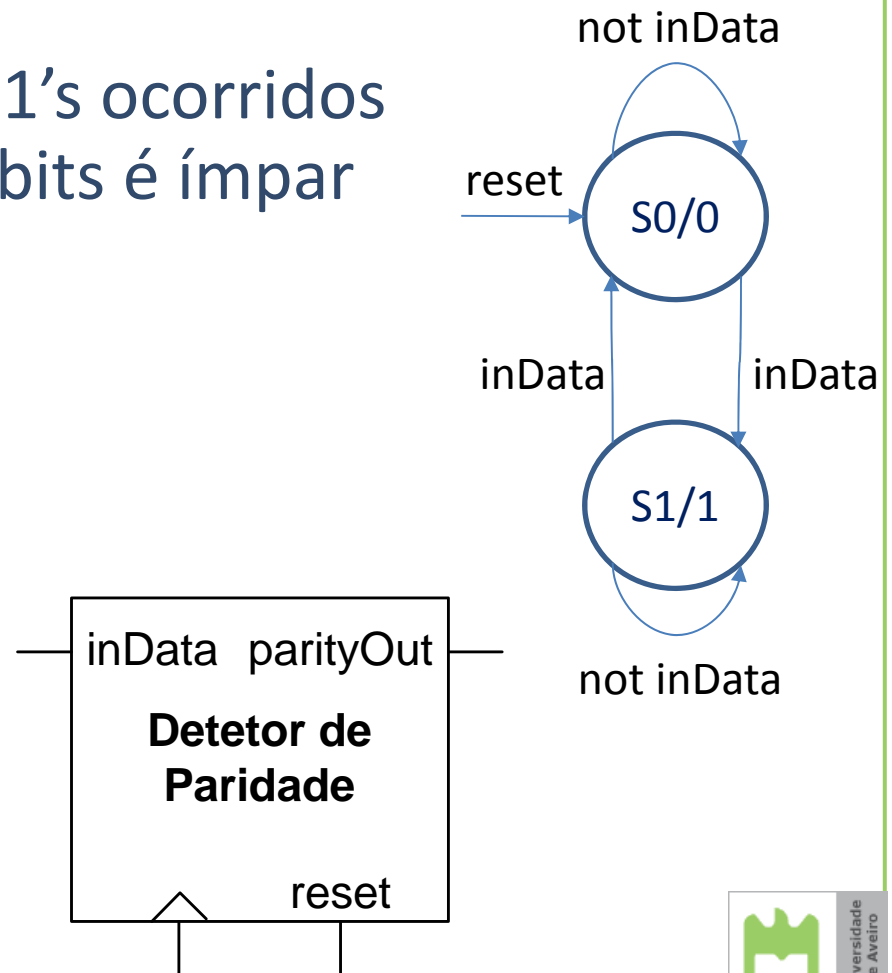 1’s ocorridos
bits é ímpar
not inData
reset
S0/0
inData
inData
S1/1
not inData
inData parityOut
Detetor de
Paridade
reset
Aveiro